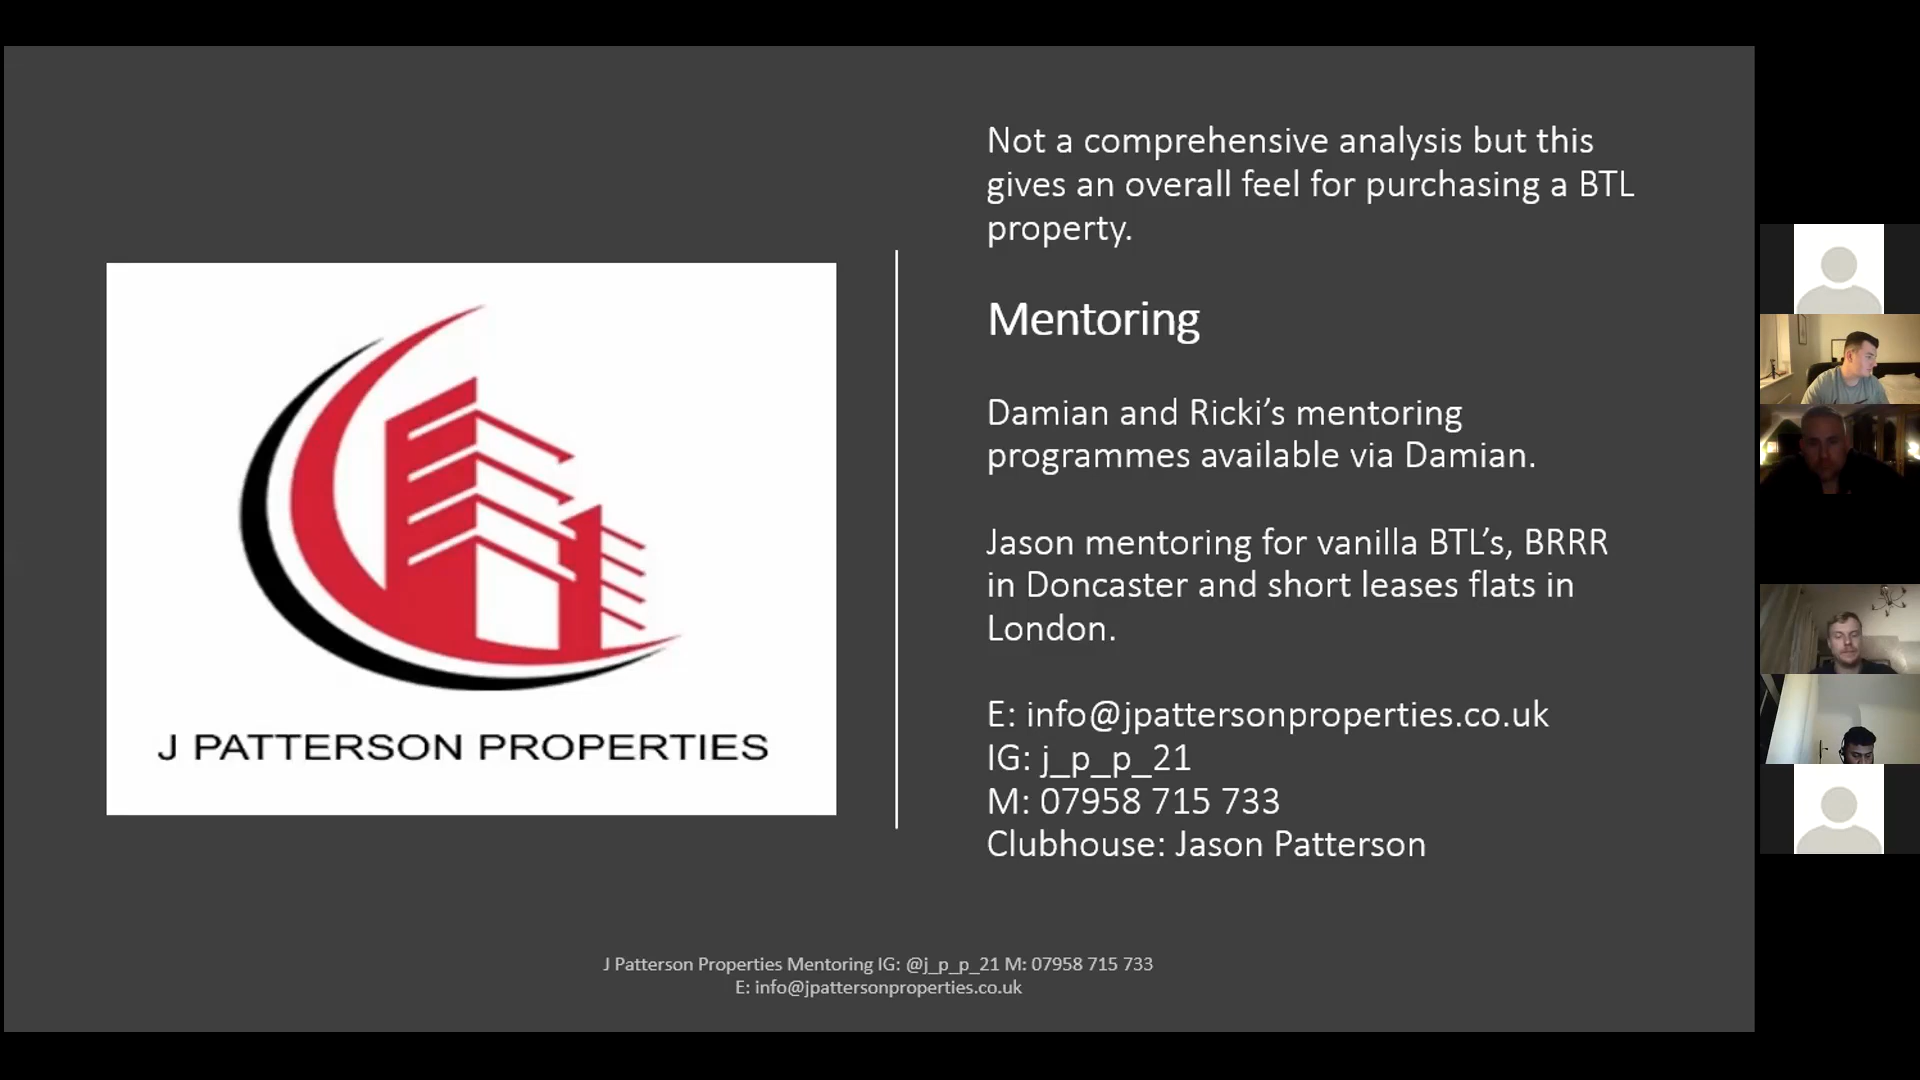 Not a comprehensive analysis but this
gives an overall feel for purchasing a BTL
property.
Mentoring
Damian and Ricki’s mentoring
programmes available via Damian.
Jason mentoring for vanilla BTL’s, BRRR
in Doncaster and short leases flats in
London.
E: info@jpattersonproperties.co.uk
IG: j_p_p_21
M: 07958 715 733
Clubhouse: Jason Patterson
J PATTERSON PROPERTIES
J Patterson Properties Mentoring IG: @j_p_p_21 M: 07958 715 733
E: info@jpattersonproperties.co.uk